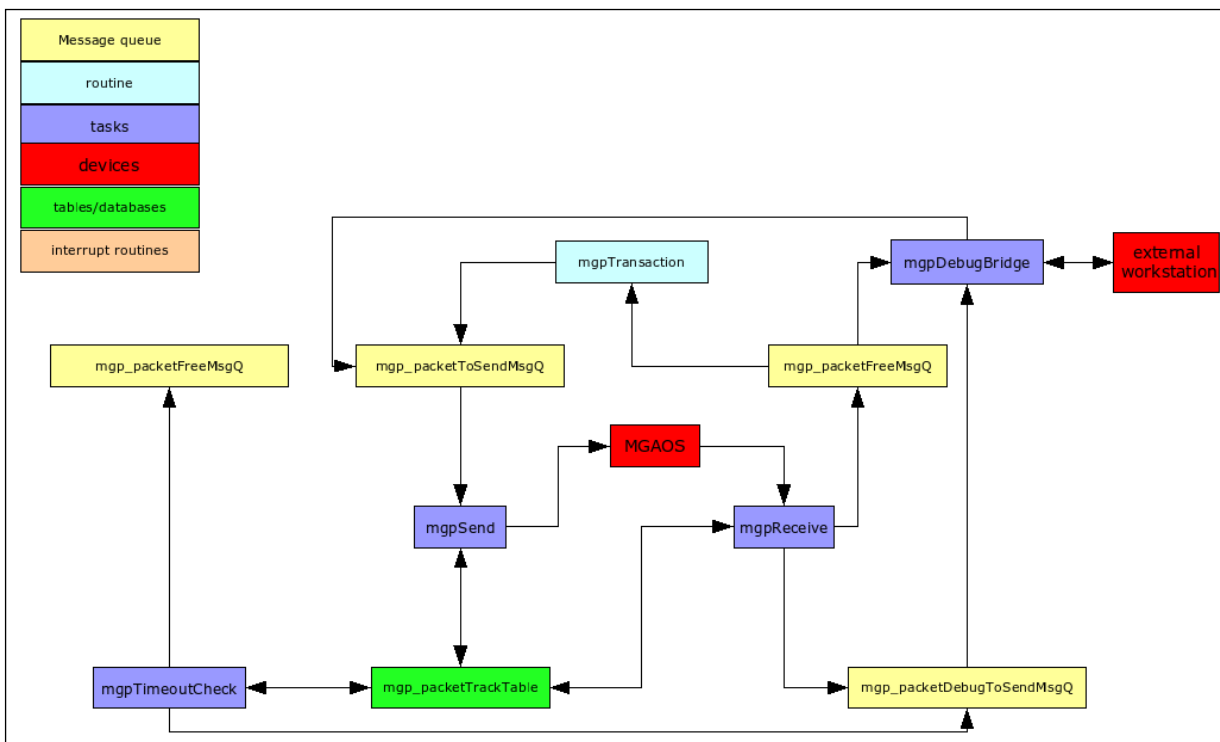 Message queue
routine
tasks
devices
tables/databases
interrupt routines
mgpTransaction
mgpDebugBridge
external
workstation
mgp_packetFreeMsgQ
mgp_packetToSendMsgQ
mgp_packetFreeMsgQ
MGAOS
mgpSend
mgpReceive
mgpTimeoutCheck
mgp_packetTrackTable
mgp_packetDebugToSendMsgQ